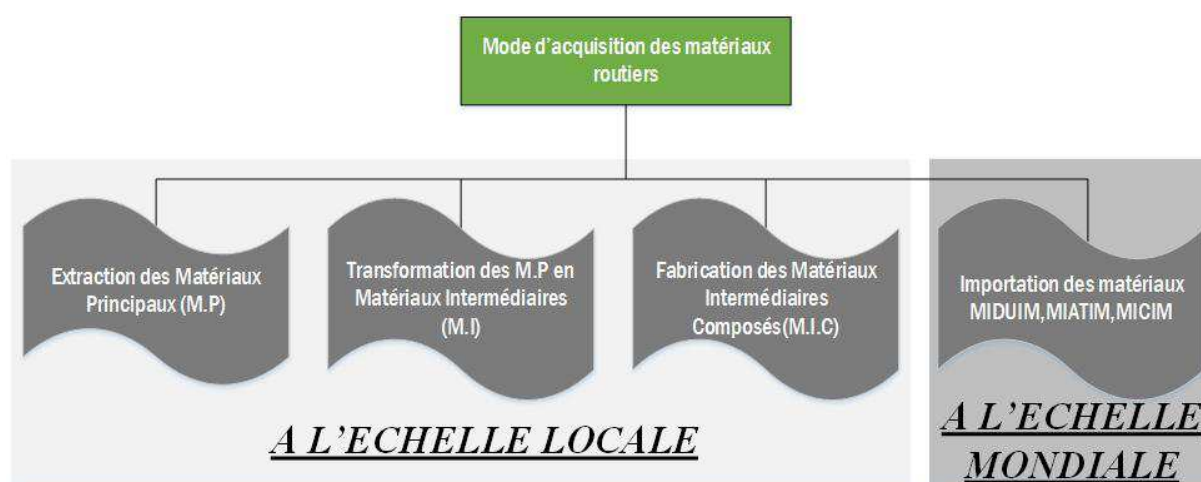 Mode d'acquisition des matériaux
routiers
Extraction des Matériaux
Principaux (M.P)
Transformation des M.P en
Matériaux Intermédiaires
(M.I)
Fabrication des Matériaux
Intermédiaires
Composés(M.I.C)
Importation des matériaux
MIDUIM,MIATIM,MICIM
A L'ECHELLE LOCALE
A L'ECHELLE
MONDIALE